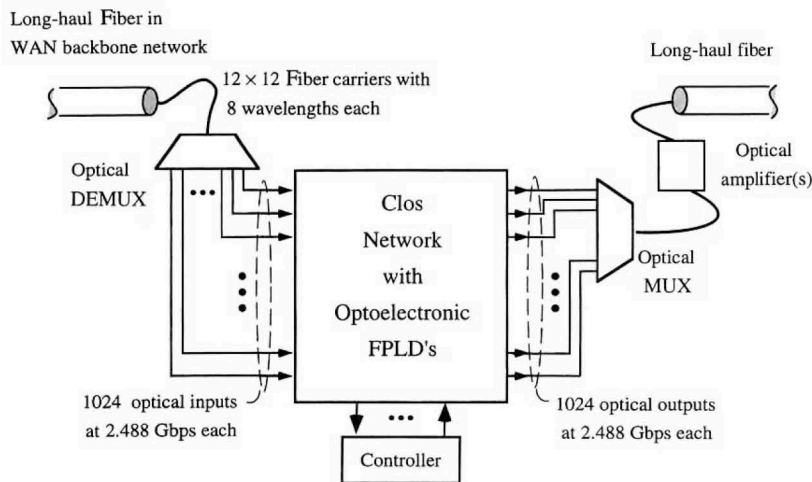 Long-haul Fiber in
WAN backbone network
12 × 12 Fiber carriers with
8 wavelengths each
Long-haul fiber
Optical
DEMUX
Optical
amplifier(s)
Clos
Network
with
Optoelectronic
FPLD's
Optical
MUX
1024 optical inputs
at 2.488 Gbps each
1024 optical outputs
at 2.488 Gbps each
Controller